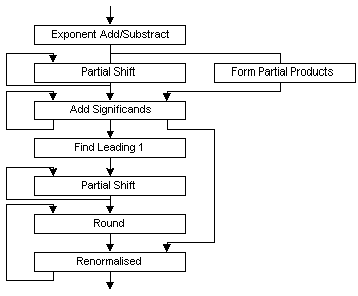 Exponent Add/Substract
Partial Shift
Form Partial Products
Add Significands
Find Leading 1
Partial Shift
Round
Renormalised